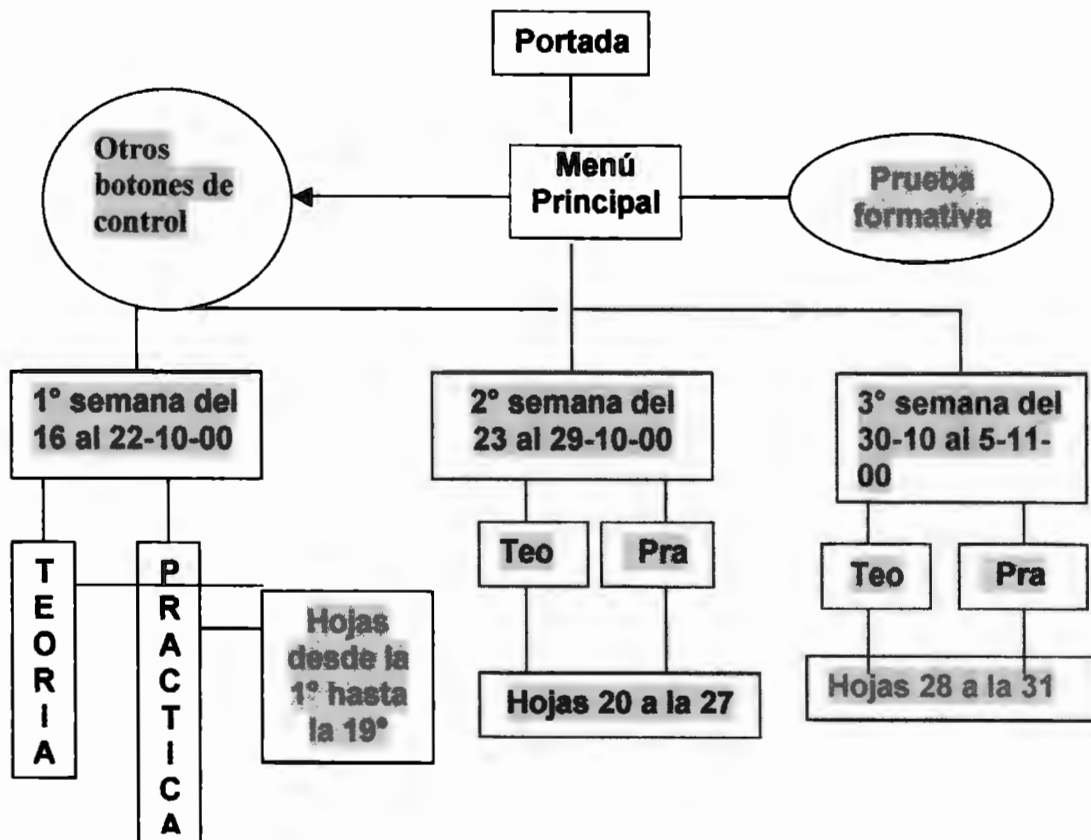 Portada
Otros
botones de
control
Menú
Principal
Prueba
formativa
1° semana del
16 al 22-10-00
2° semana del
23 al 29-10-00
3° semana del
30-10 al 5-11-
00
T
E
O
R
I
A
P
R
A
C
T
I
C
A
Hojas
desde la
1° hasta
la 19°
Teo
Pra
Hojas 20 a la 27
Teo
Pra
Hojas 28 a la 31